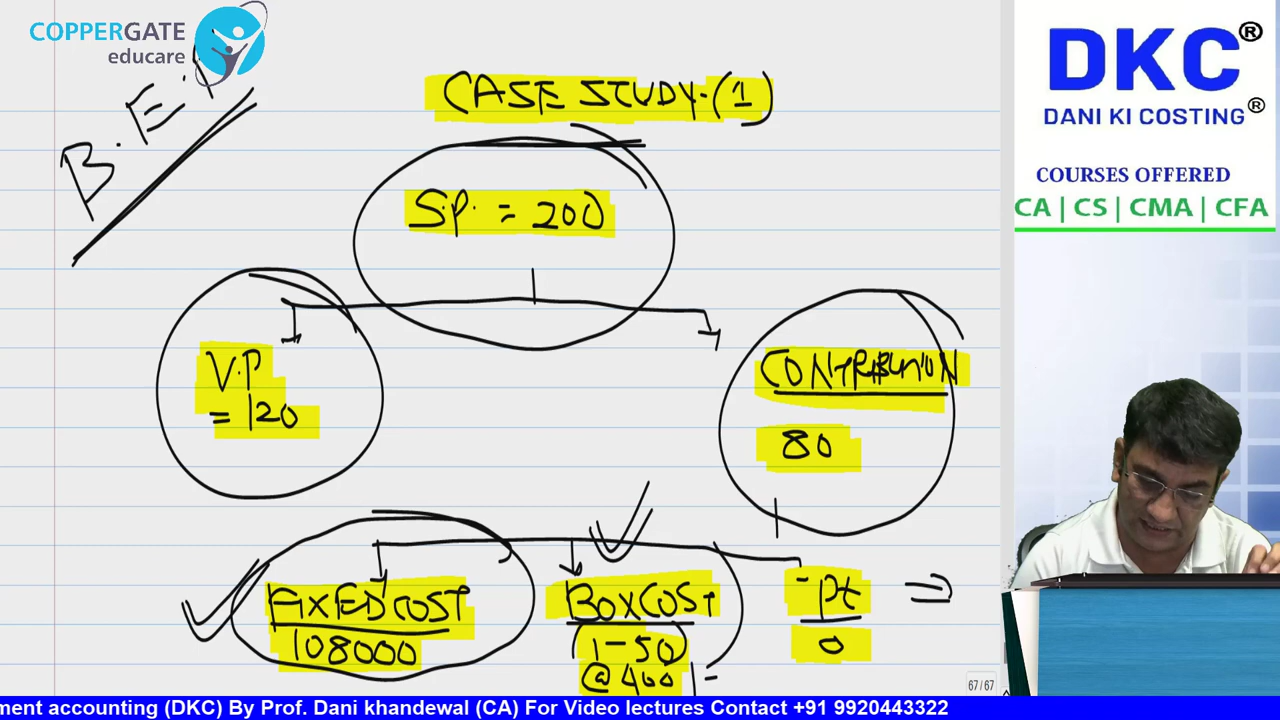 COPPERGATE
educare
B.E.P
CASE STUDY.(1)
S.P. = 200
V.P
= 120
CONTRIBUTION
80
FIXED COST
108000
BOX COST
(1-50)
@ 400/-
Pt
0
⇒
DKC®
DANI KI COSTING®
COURSES OFFERED
CA | CS | CMA | CFA
67/67
ment accounting (DKC) By Prof. Dani khandewal (CA) For Video lectures Contact +91 9920443322